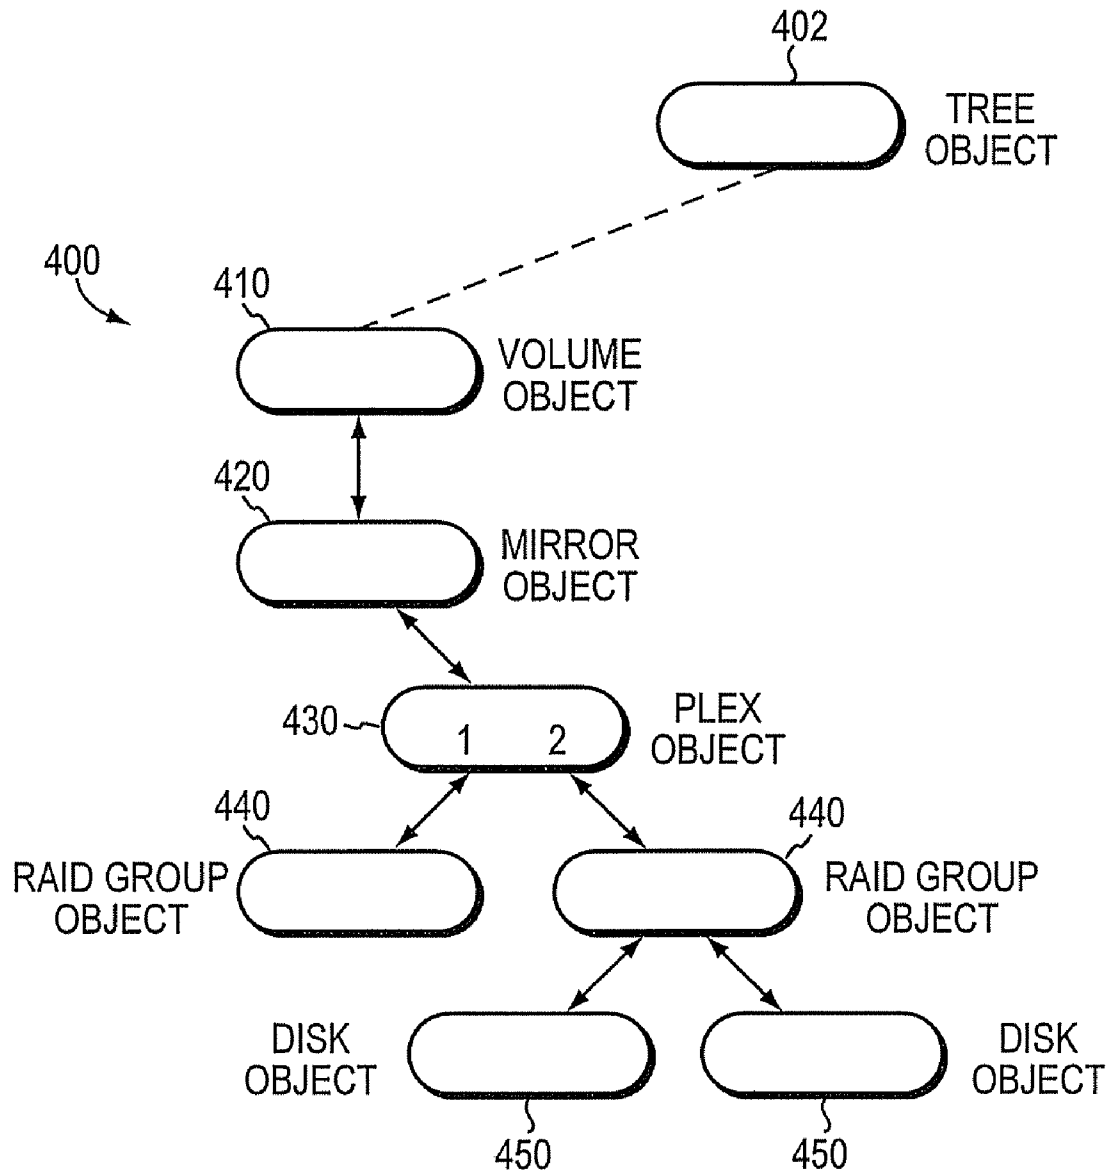 402
TREE
OBJECT
400
410
VOLUME
OBJECT
420
MIRROR
OBJECT
430
1 2
PLEX
OBJECT
440
440
RAID GROUP
OBJECT
RAID GROUP
OBJECT
DISK
OBJECT
DISK
OBJECT
450
450